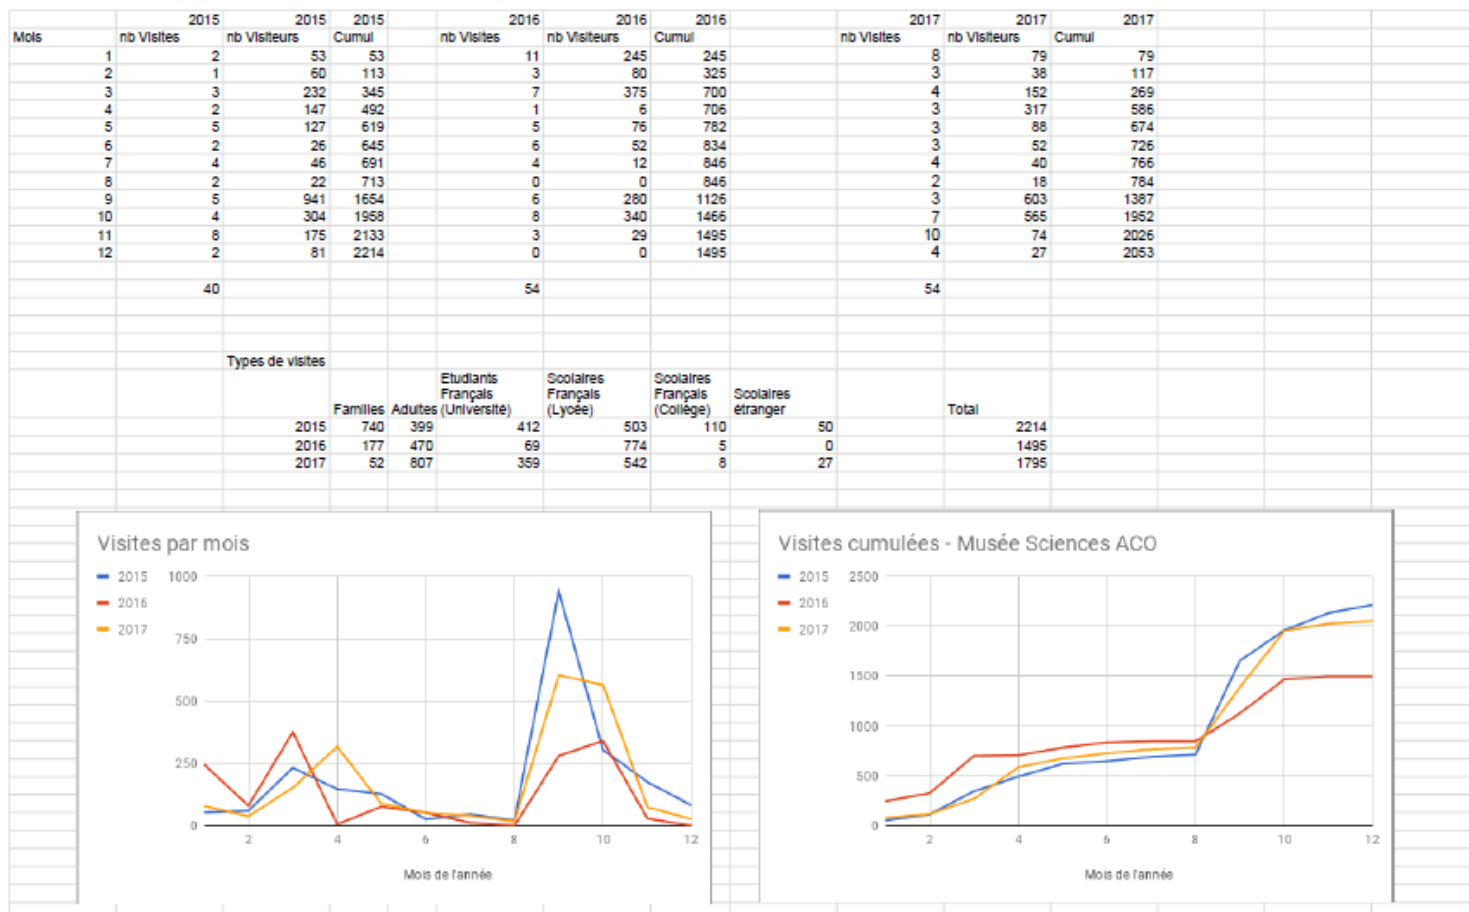 2015 2015 2015 2016 2016 2016 2017 2017 2017
Mois nb Visites nb Visiteurs Cumul nb Visites nb Visiteurs Cumul nb Visites nb Visiteurs Cumul
1 2 53 53 11 245 245 8 79 79
2 1 60 113 3 80 325 3 38 117
3 3 232 345 7 375 700 4 152 269
4 2 147 492 1 6 706 3 317 586
5 5 127 619 5 76 782 3 88 674
6 2 26 645 6 52 834 3 52 726
7 4 46 691 4 12 846 4 40 766
8 2 22 713 0 0 846 2 18 784
9 5 941 1654 6 280 1126 3 603 1387
10 4 304 1958 8 340 1466 7 565 1952
11 8 175 2133 3 29 1495 10 74 2026
12 2 81 2214 0 0 1495 4 27 2053
40 54 54
Types de visites
Familles Adultes Etudiants Français (Université) Scolaires Français (Lycée) Scolaires Français (Collège) Scolaires étranger Total
2015 740 399 412 503 110 50 2214
2016 177 470 69 774 5 0 1495
2017 52 807 359 542 8 27 1795
Visites par mois
2015
2016
2017
1000
750
500
250
0
2 4 6 8 10 12
Mois de l'année
Visites cumulées - Musée Sciences ACO
2015
2016
2017
2500
2000
1500
1000
500
0
2 4 6 8 10 12
Mois de l'année